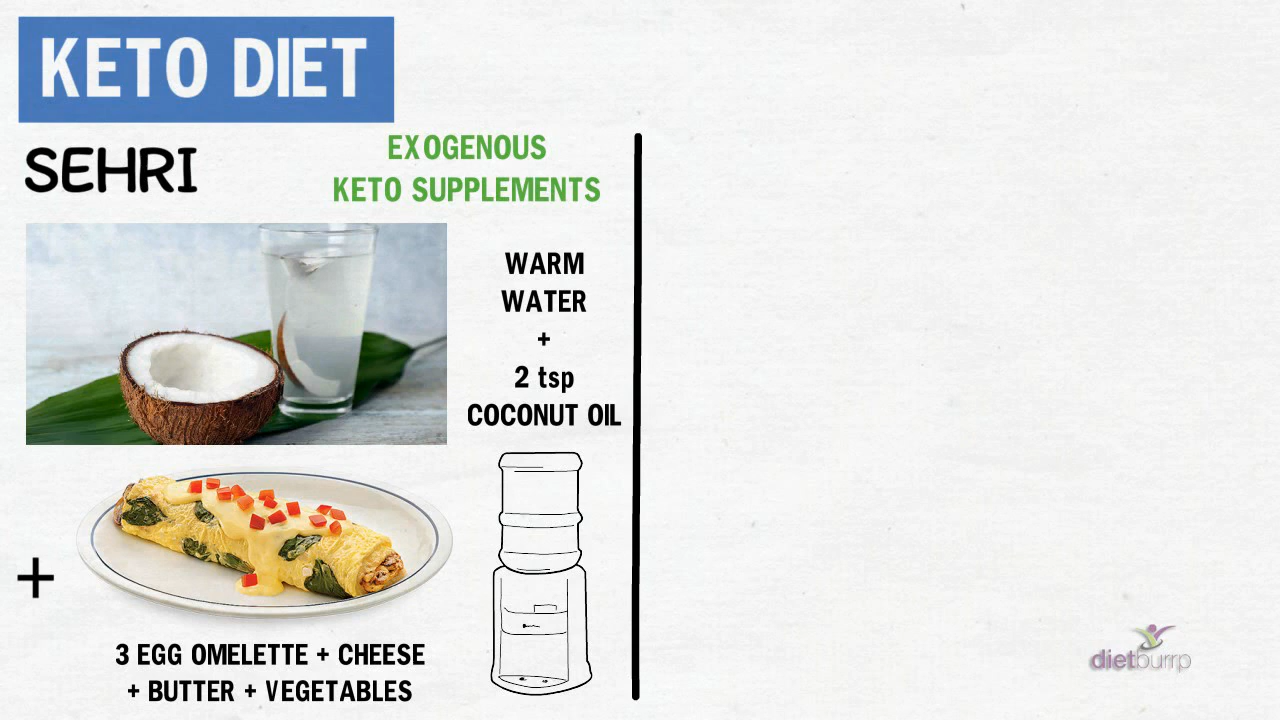 KETO DIET
SEHRI
EXOGENOUS
KETO SUPPLEMENTS
WARM
WATER
+
2 tsp
COCONUT OIL
+
3 EGG OMELETTE + CHEESE
+ BUTTER + VEGETABLES
dietburrp